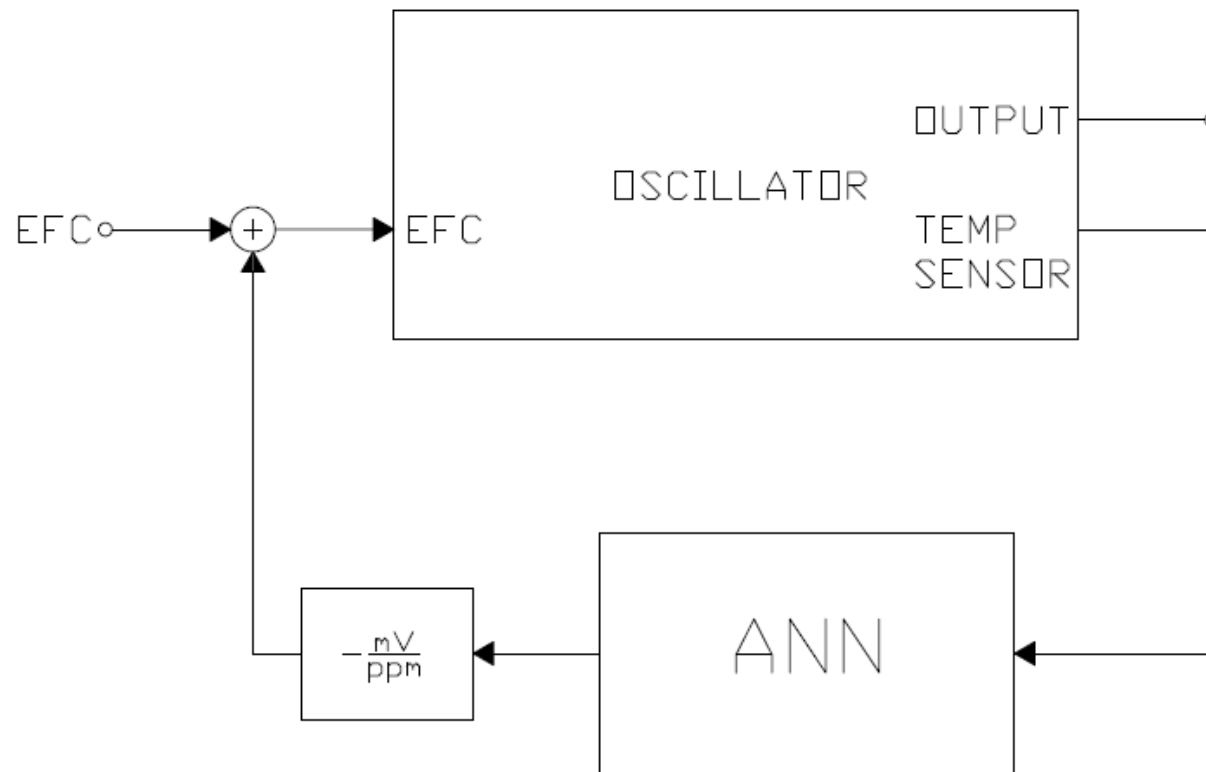 OUTPUT
OSCILLATOR
EFC
+
EFC
TEMP
SENSOR
ANN
-mV/ppm